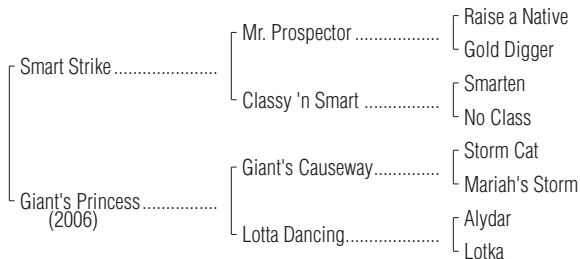 Raise a Native
Mr. Prospector ..................
Gold Digger
Smart Strike ......................
Smarten
Classy 'n Smart ................
No Class
Storm Cat
Giant's Causeway..............
Mariah's Storm
Giant's Princess................
(2006)
Alydar
Lotta Dancing....................
Lotka